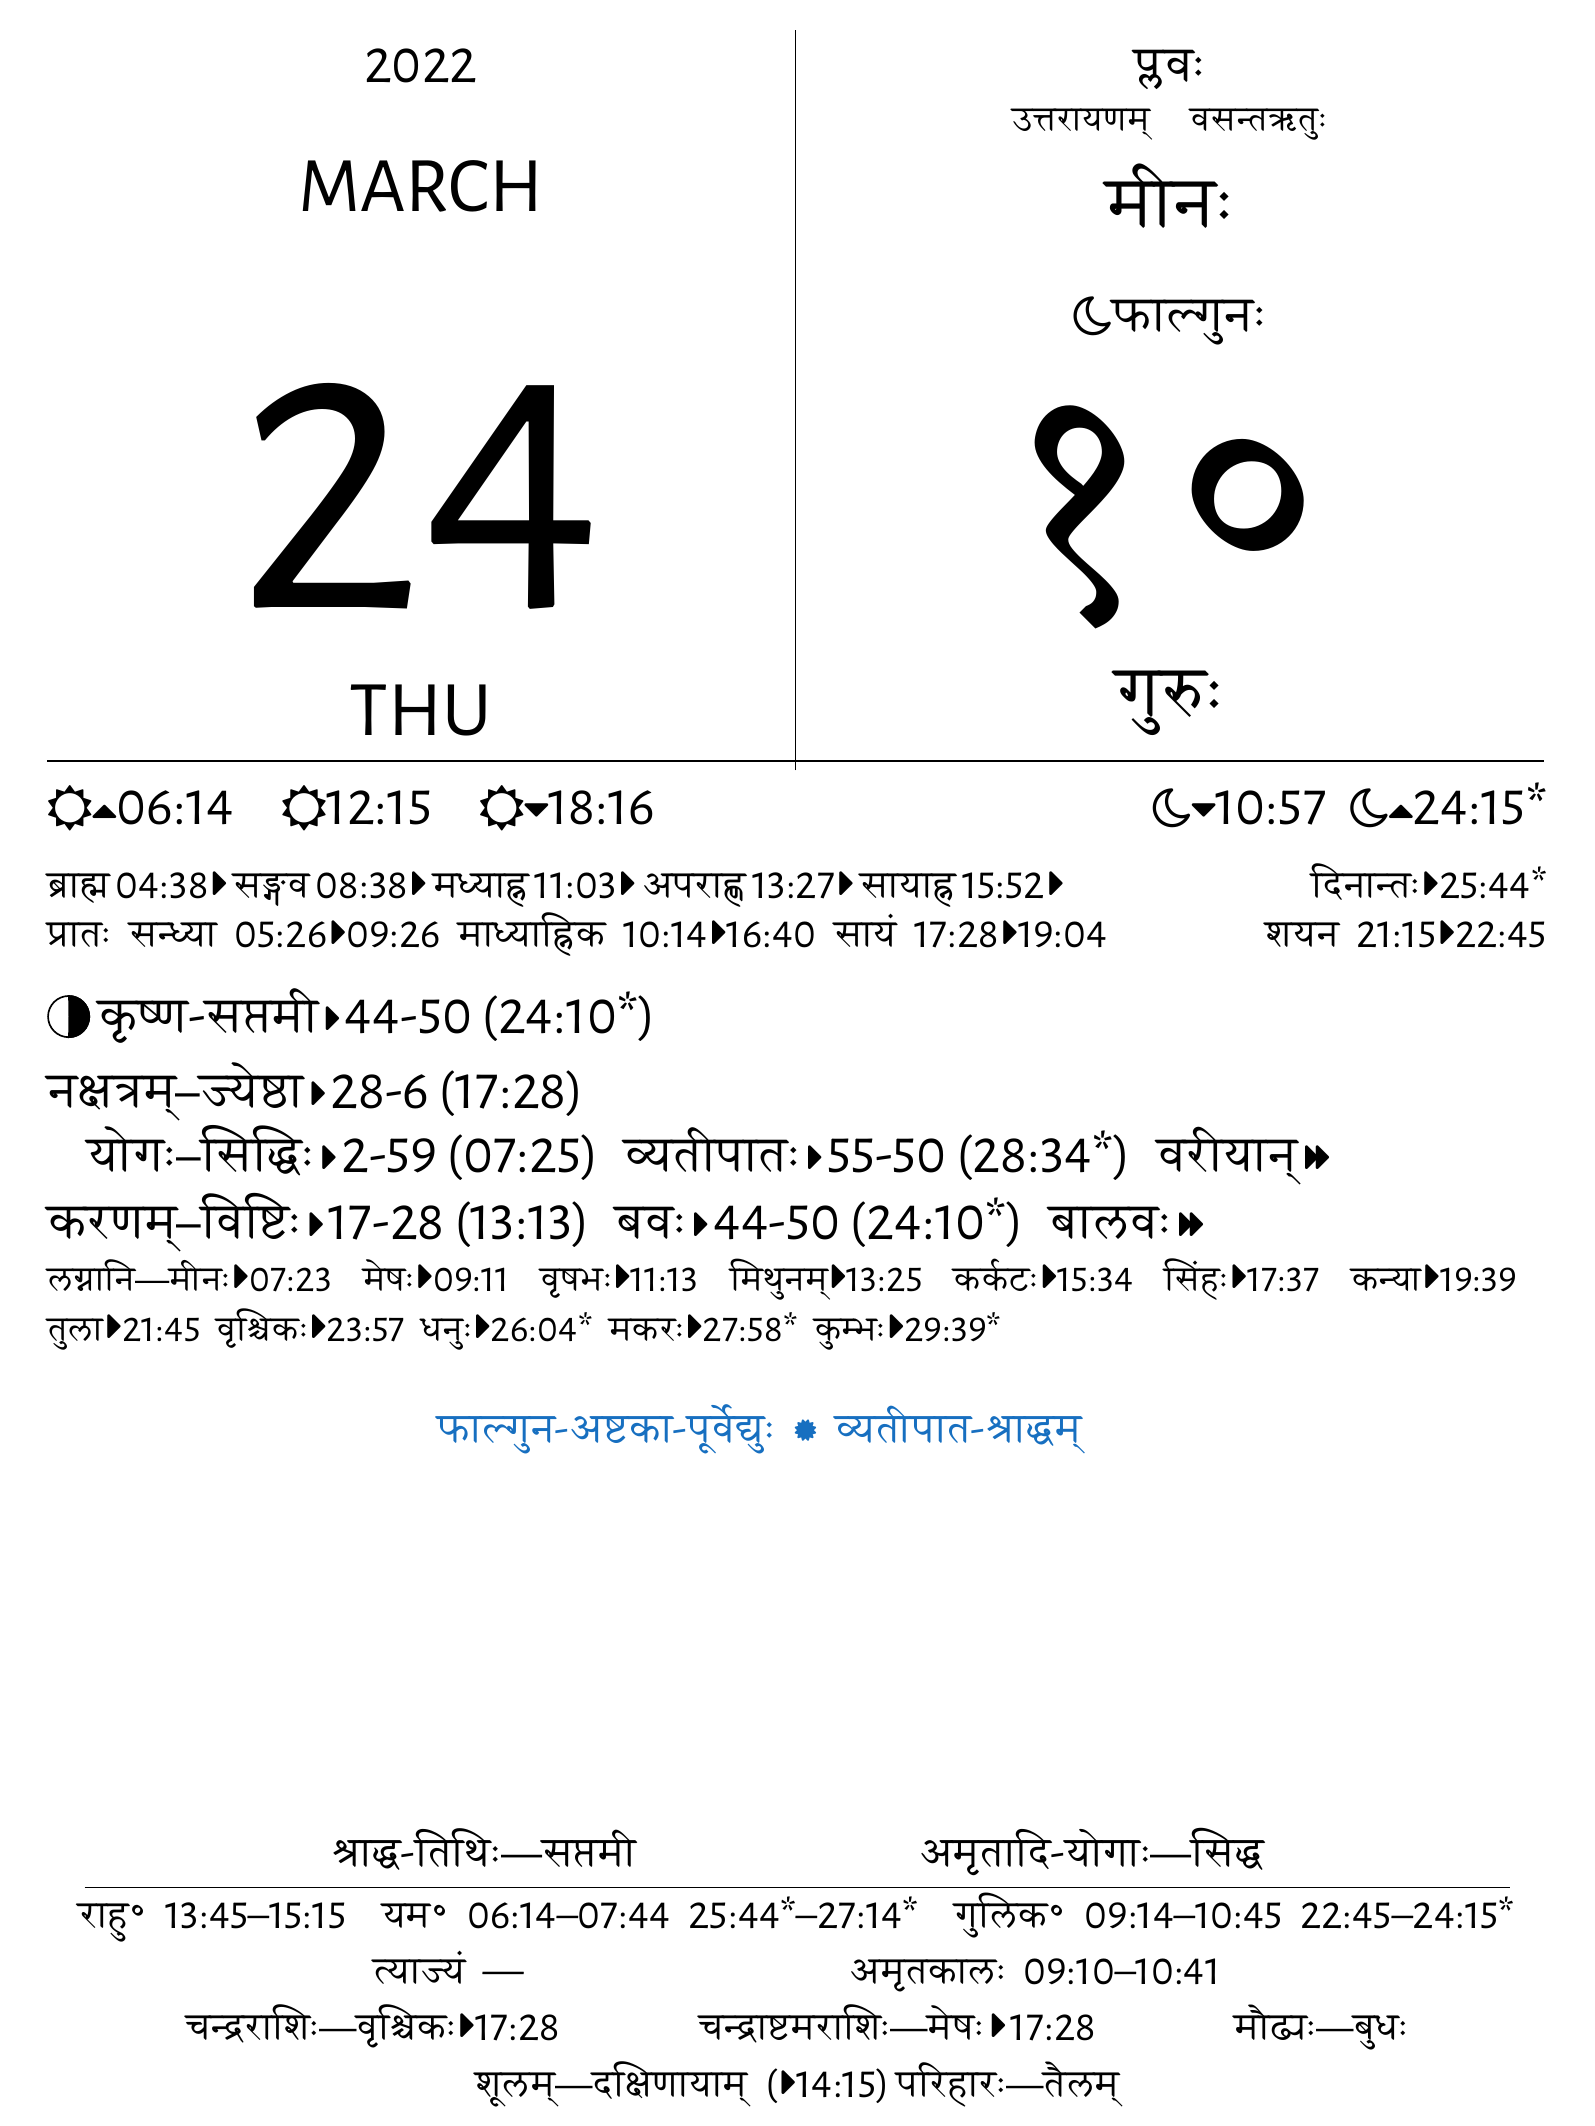 2022
MARCH
24
THU
प्लवः
उत्तरायणम् वसन्तऋतुः
मीनः
फाल्गुनः
१०
गुरुः
06:14 12:15 18:16 10:57 24:15*
ब्राह्म 04:38 सङ्गव 08:38 मध्याह्न 11:03 अपराह्ण 13:27 सायाह्न 15:52 दिनान्तः 25:44*
प्रातः सन्ध्या 05:26 09:26 माध्याह्निक 10:14 16:40 सायं 17:28 19:04 शयन 21:15 22:45
कृष्ण-सप्तमी 44-50 (24:10*)
नक्षत्रम्–ज्येष्ठा 28-6 (17:28)
योगः–सिद्धिः 2-59 (07:25) व्यतीपातः 55-50 (28:34*) वरीयान्
करणम्–विष्टिः 17-28 (13:13) बवः 44-50 (24:10*) बालवः
लग्नानि—मीनः 07:23 मेषः 09:11 वृषभः 11:13 मिथुनम् 13:25 कर्कटः 15:34 सिंहः 17:37 कन्या 19:39
तुला 21:45 वृश्चिकः 23:57 धनुः 26:04* मकरः 27:58* कुम्भः 29:39*
फाल्गुन-अष्टका-पूर्वेद्युः व्यतीपात-श्राद्धम्
श्राद्ध-तिथिः—सप्तमी अमृतादि-योगाः—सिद्ध
राहु॰ 13:45–15:15 यम॰ 06:14–07:44 25:44*–27:14* गुलिक॰ 09:14–10:45 22:45–24:15*
त्याज्यं — अमृतकालः 09:10–10:41
चन्द्रराशिः—वृश्चिकः 17:28 चन्द्राष्टमराशिः—मेषः 17:28 मौढ्यः—बुधः
शूलम्—दक्षिणायाम् (14:15) परिहारः—तैलम्